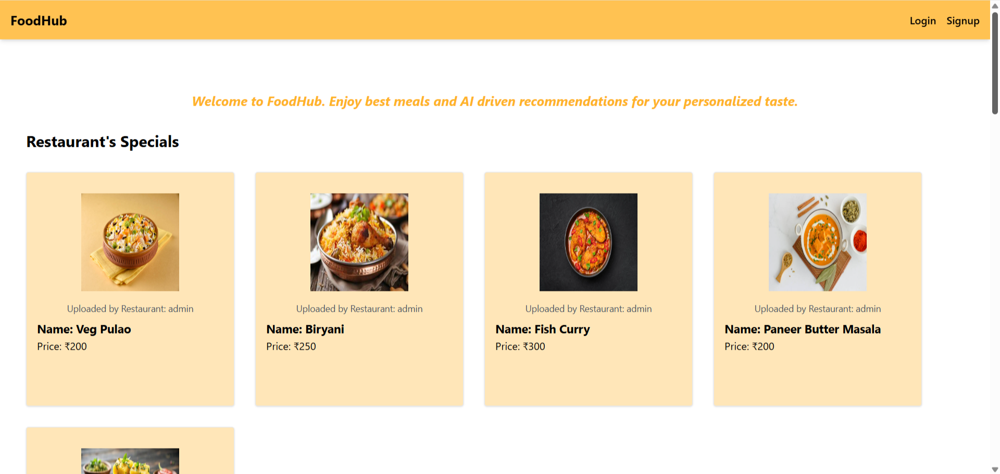 FoodHub
Login Signup
Welcome to FoodHub. Enjoy best meals and AI driven recommendations for your personalized taste.
Restaurant's Specials
Uploaded by Restaurant: admin
Name: Veg Pulao
Price: ₹200
Uploaded by Restaurant: admin
Name: Biryani
Price: ₹250
Uploaded by Restaurant: admin
Name: Fish Curry
Price: ₹300
Uploaded by Restaurant: admin
Name: Paneer Butter Masala
Price: ₹200